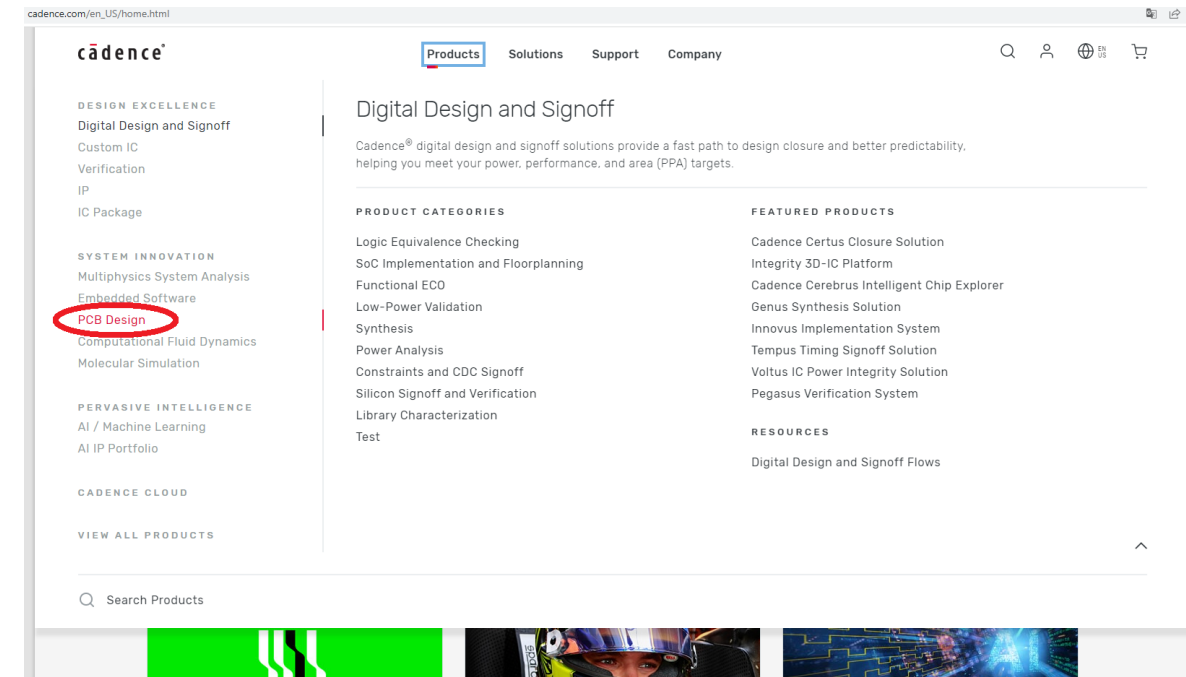 cadence.com/en_US/home.html
cādence®
Products
Solutions
Support
Company
EN
US
DESIGN EXCELLENCE
Digital Design and Signoff
Custom IC
Verification
IP
IC Package
SYSTEM INNOVATION
Multiphysics System Analysis
Embedded Software
PCB Design
Computational Fluid Dynamics
Molecular Simulation
PERVASIVE INTELLIGENCE
AI / Machine Learning
AI IP Portfolio
CADENCE CLOUD
VIEW ALL PRODUCTS
Digital Design and Signoff
Cadence® digital design and signoff solutions provide a fast path to design closure and better predictability,
helping you meet your power, performance, and area (PPA) targets.
PRODUCT CATEGORIES
Logic Equivalence Checking
SoC Implementation and Floorplanning
Functional ECO
Low-Power Validation
Synthesis
Power Analysis
Constraints and CDC Signoff
Silicon Signoff and Verification
Library Characterization
Test
FEATURED PRODUCTS
Cadence Certus Closure Solution
Integrity 3D-IC Platform
Cadence Cerebrus Intelligent Chip Explorer
Genus Synthesis Solution
Innovus Implementation System
Tempus Timing Signoff Solution
Voltus IC Power Integrity Solution
Pegasus Verification System
RESOURCES
Digital Design and Signoff Flows
Search Products